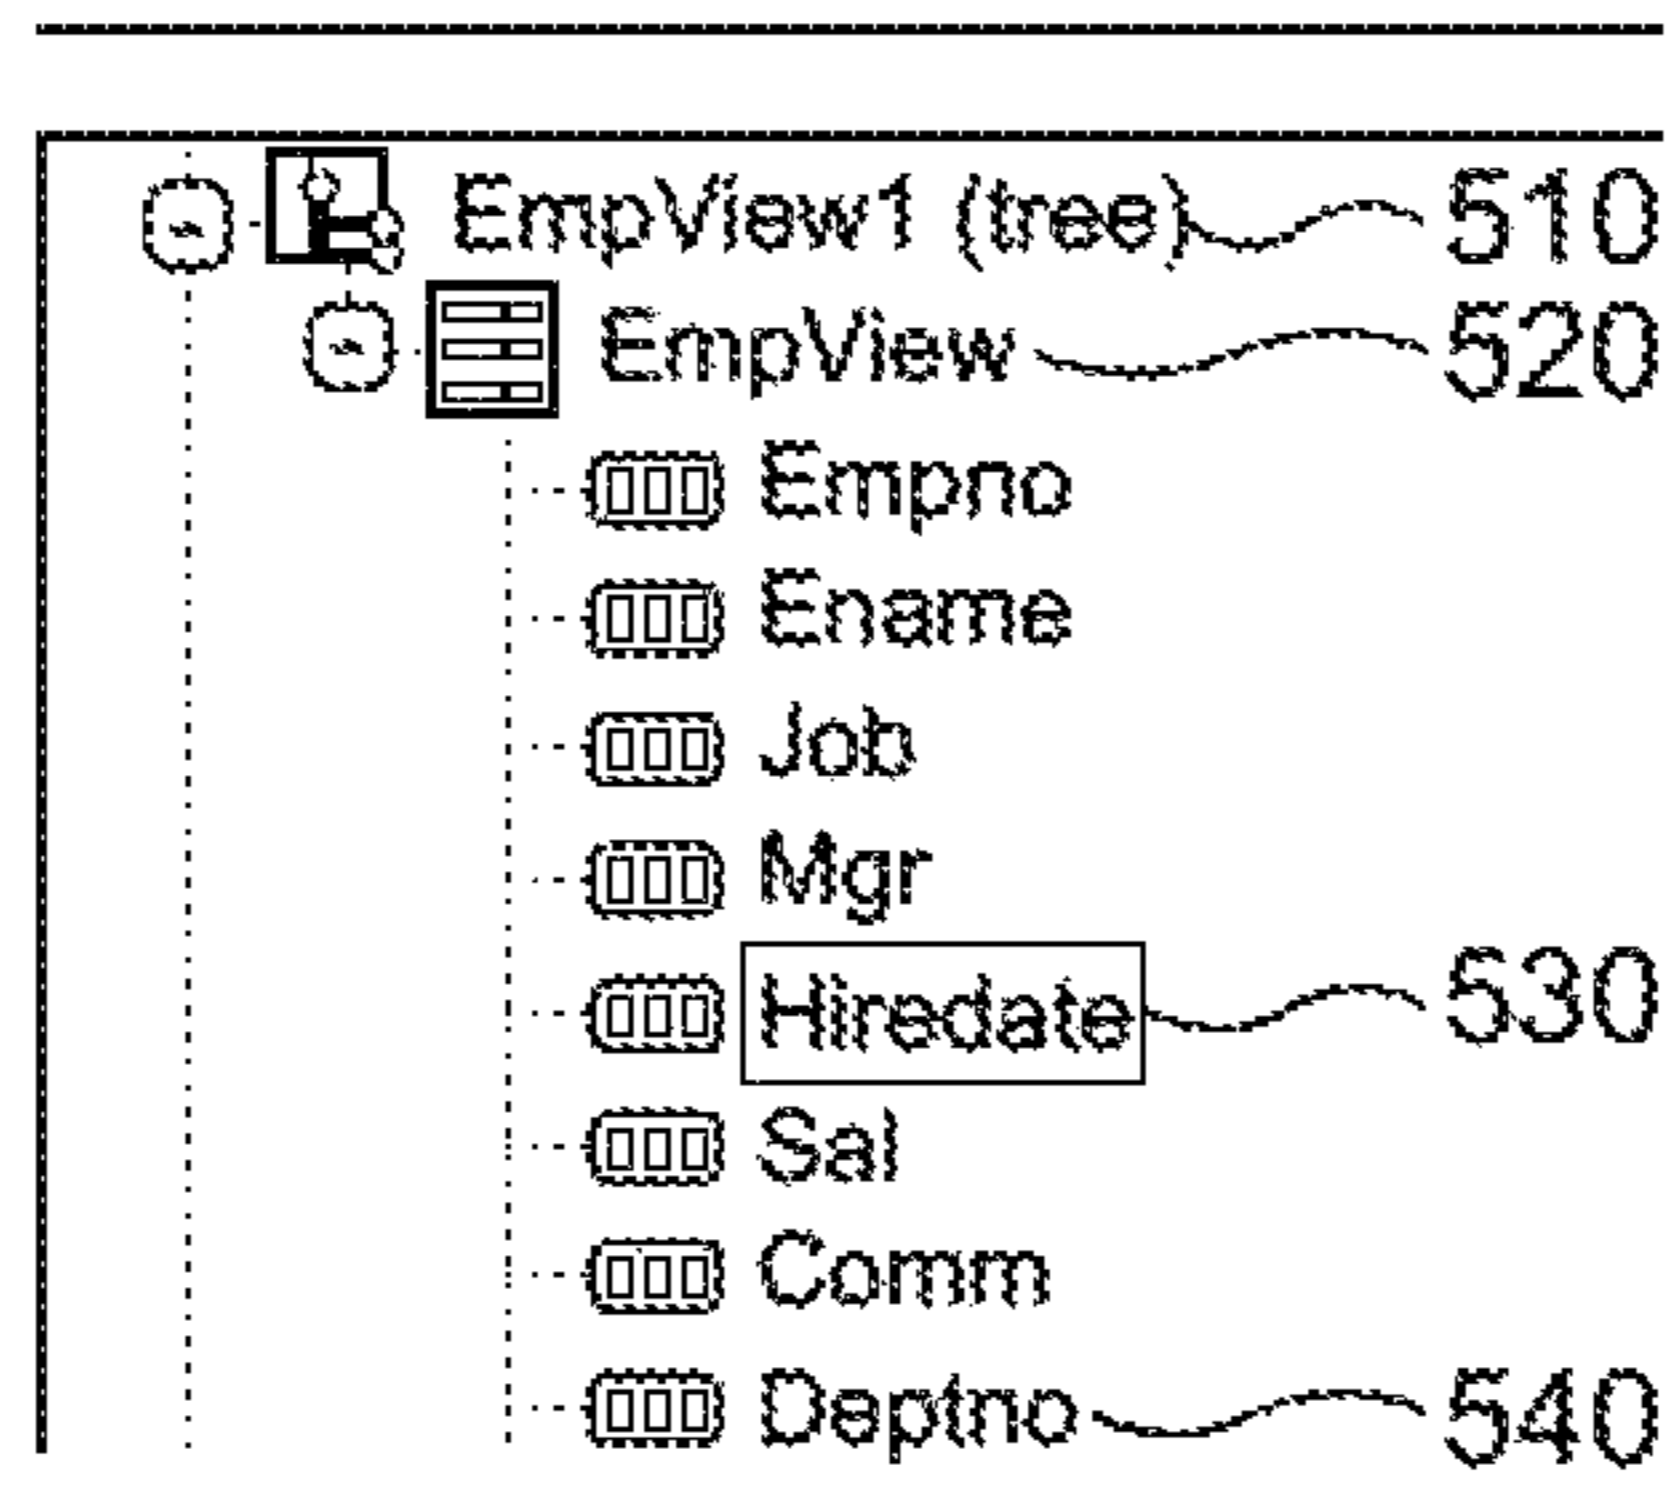 EmpView1 (tree) 510
EmpView 520
Empno
Ename
Job
Mgr
Hiredate 530
Sal
Comm
Deptno 540